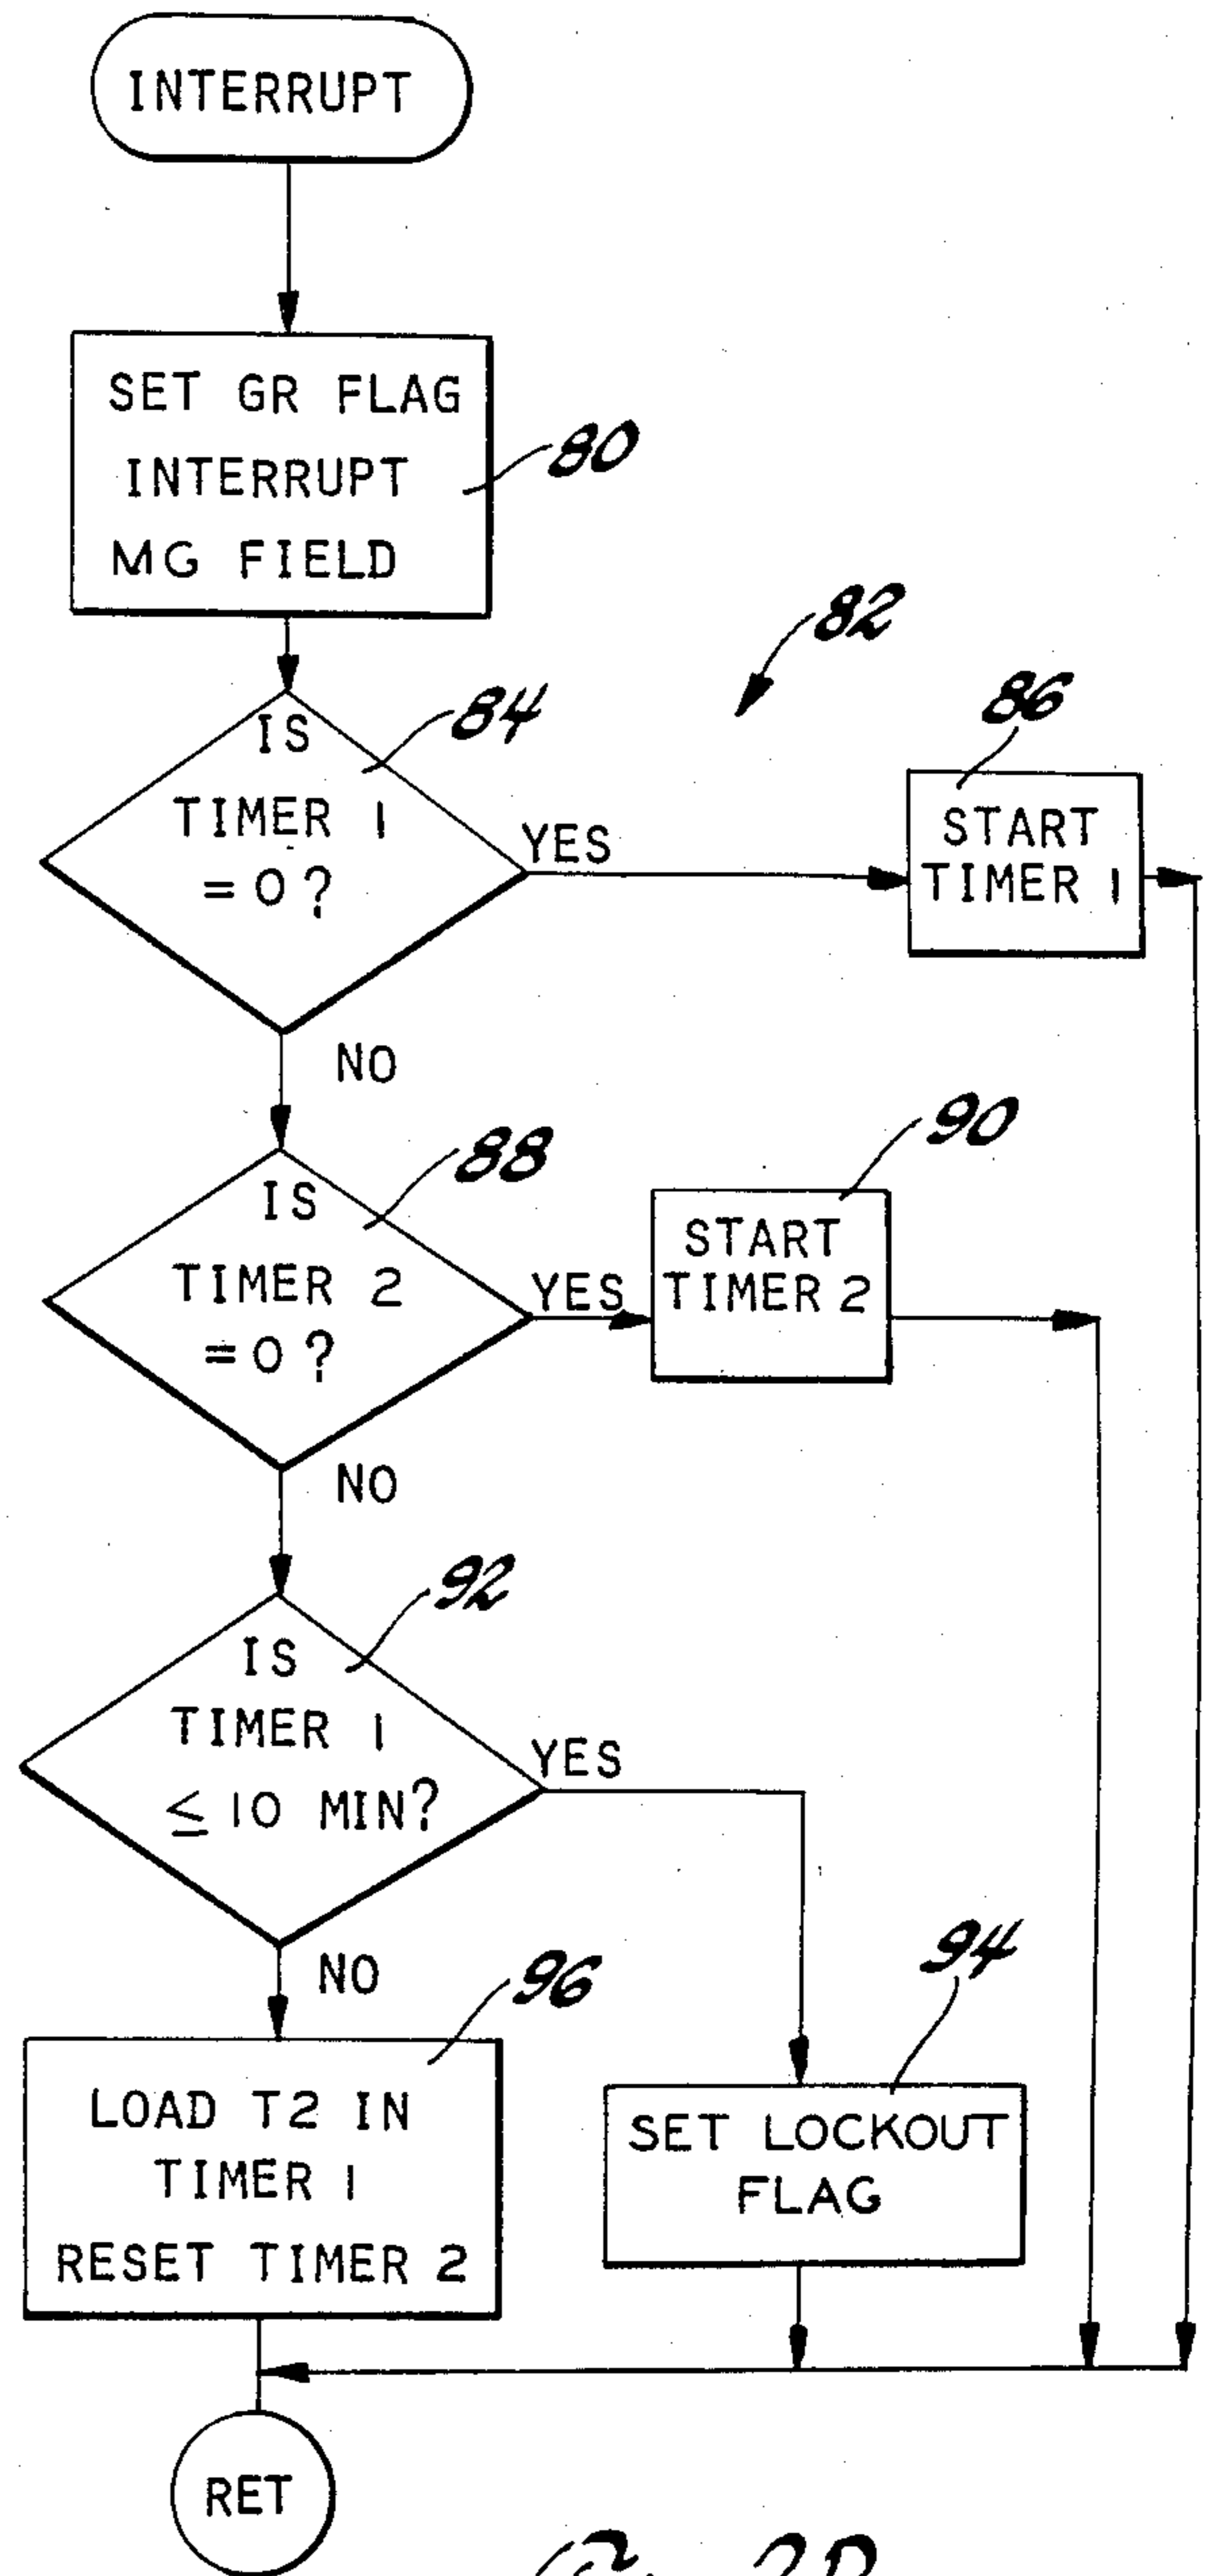 INTERRUPT
SET GR FLAG
INTERRUPT
MG FIELD
80
82
IS
TIMER 1
= 0 ?
84
YES
86
START
TIMER 1
NO
IS
TIMER 2
= 0 ?
88
YES
90
START
TIMER 2
NO
IS
TIMER 1
≤ 10 MIN?
92
YES
NO
96
LOAD T2 IN
TIMER 1
RESET TIMER 2
94
SET LOCKOUT
FLAG
RET